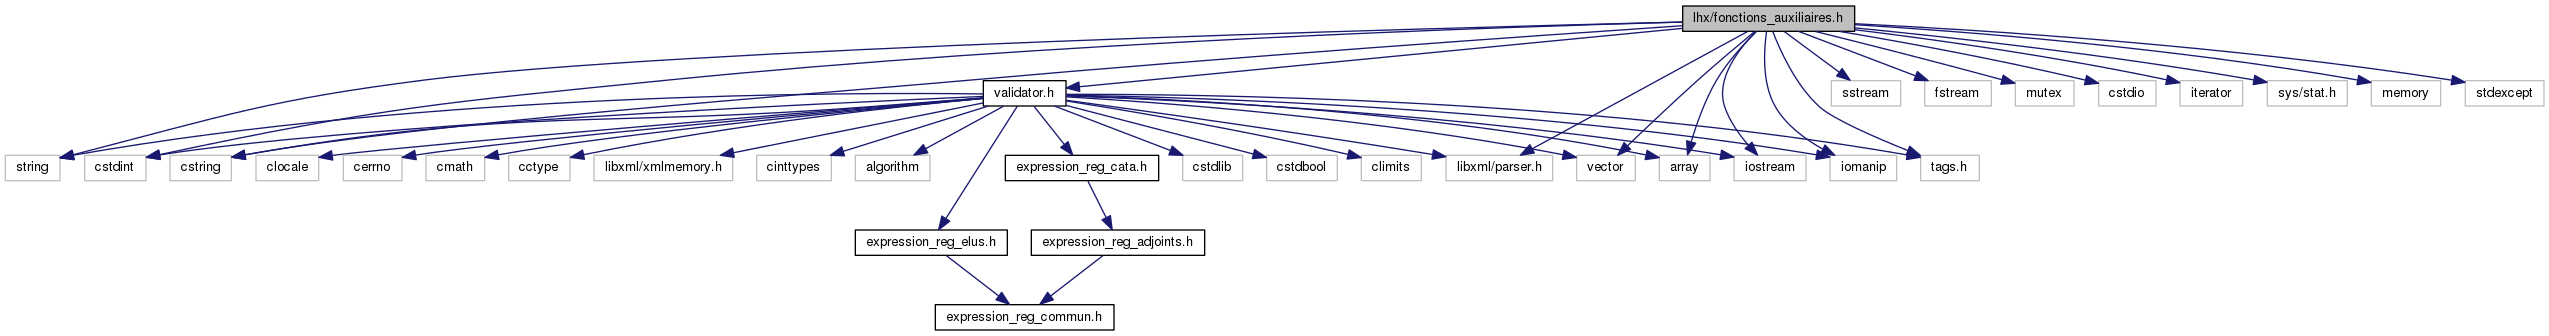 lhx/fonctions_auxiliaires.h
validator.h
sstream
fstream
mutex
cstdio
iterator
sys/stat.h
memory
stdexcept
string
cstdint
cstring
clocale
cerrno
cmath
cctype
libxml/xmlmemory.h
cinttypes
algorithm
expression_reg_cata.h
cstdlib
cstdbool
climits
libxml/parser.h
vector
array
iostream
iomanip
tags.h
expression_reg_elus.h
expression_reg_adjoints.h
expression_reg_commun.h